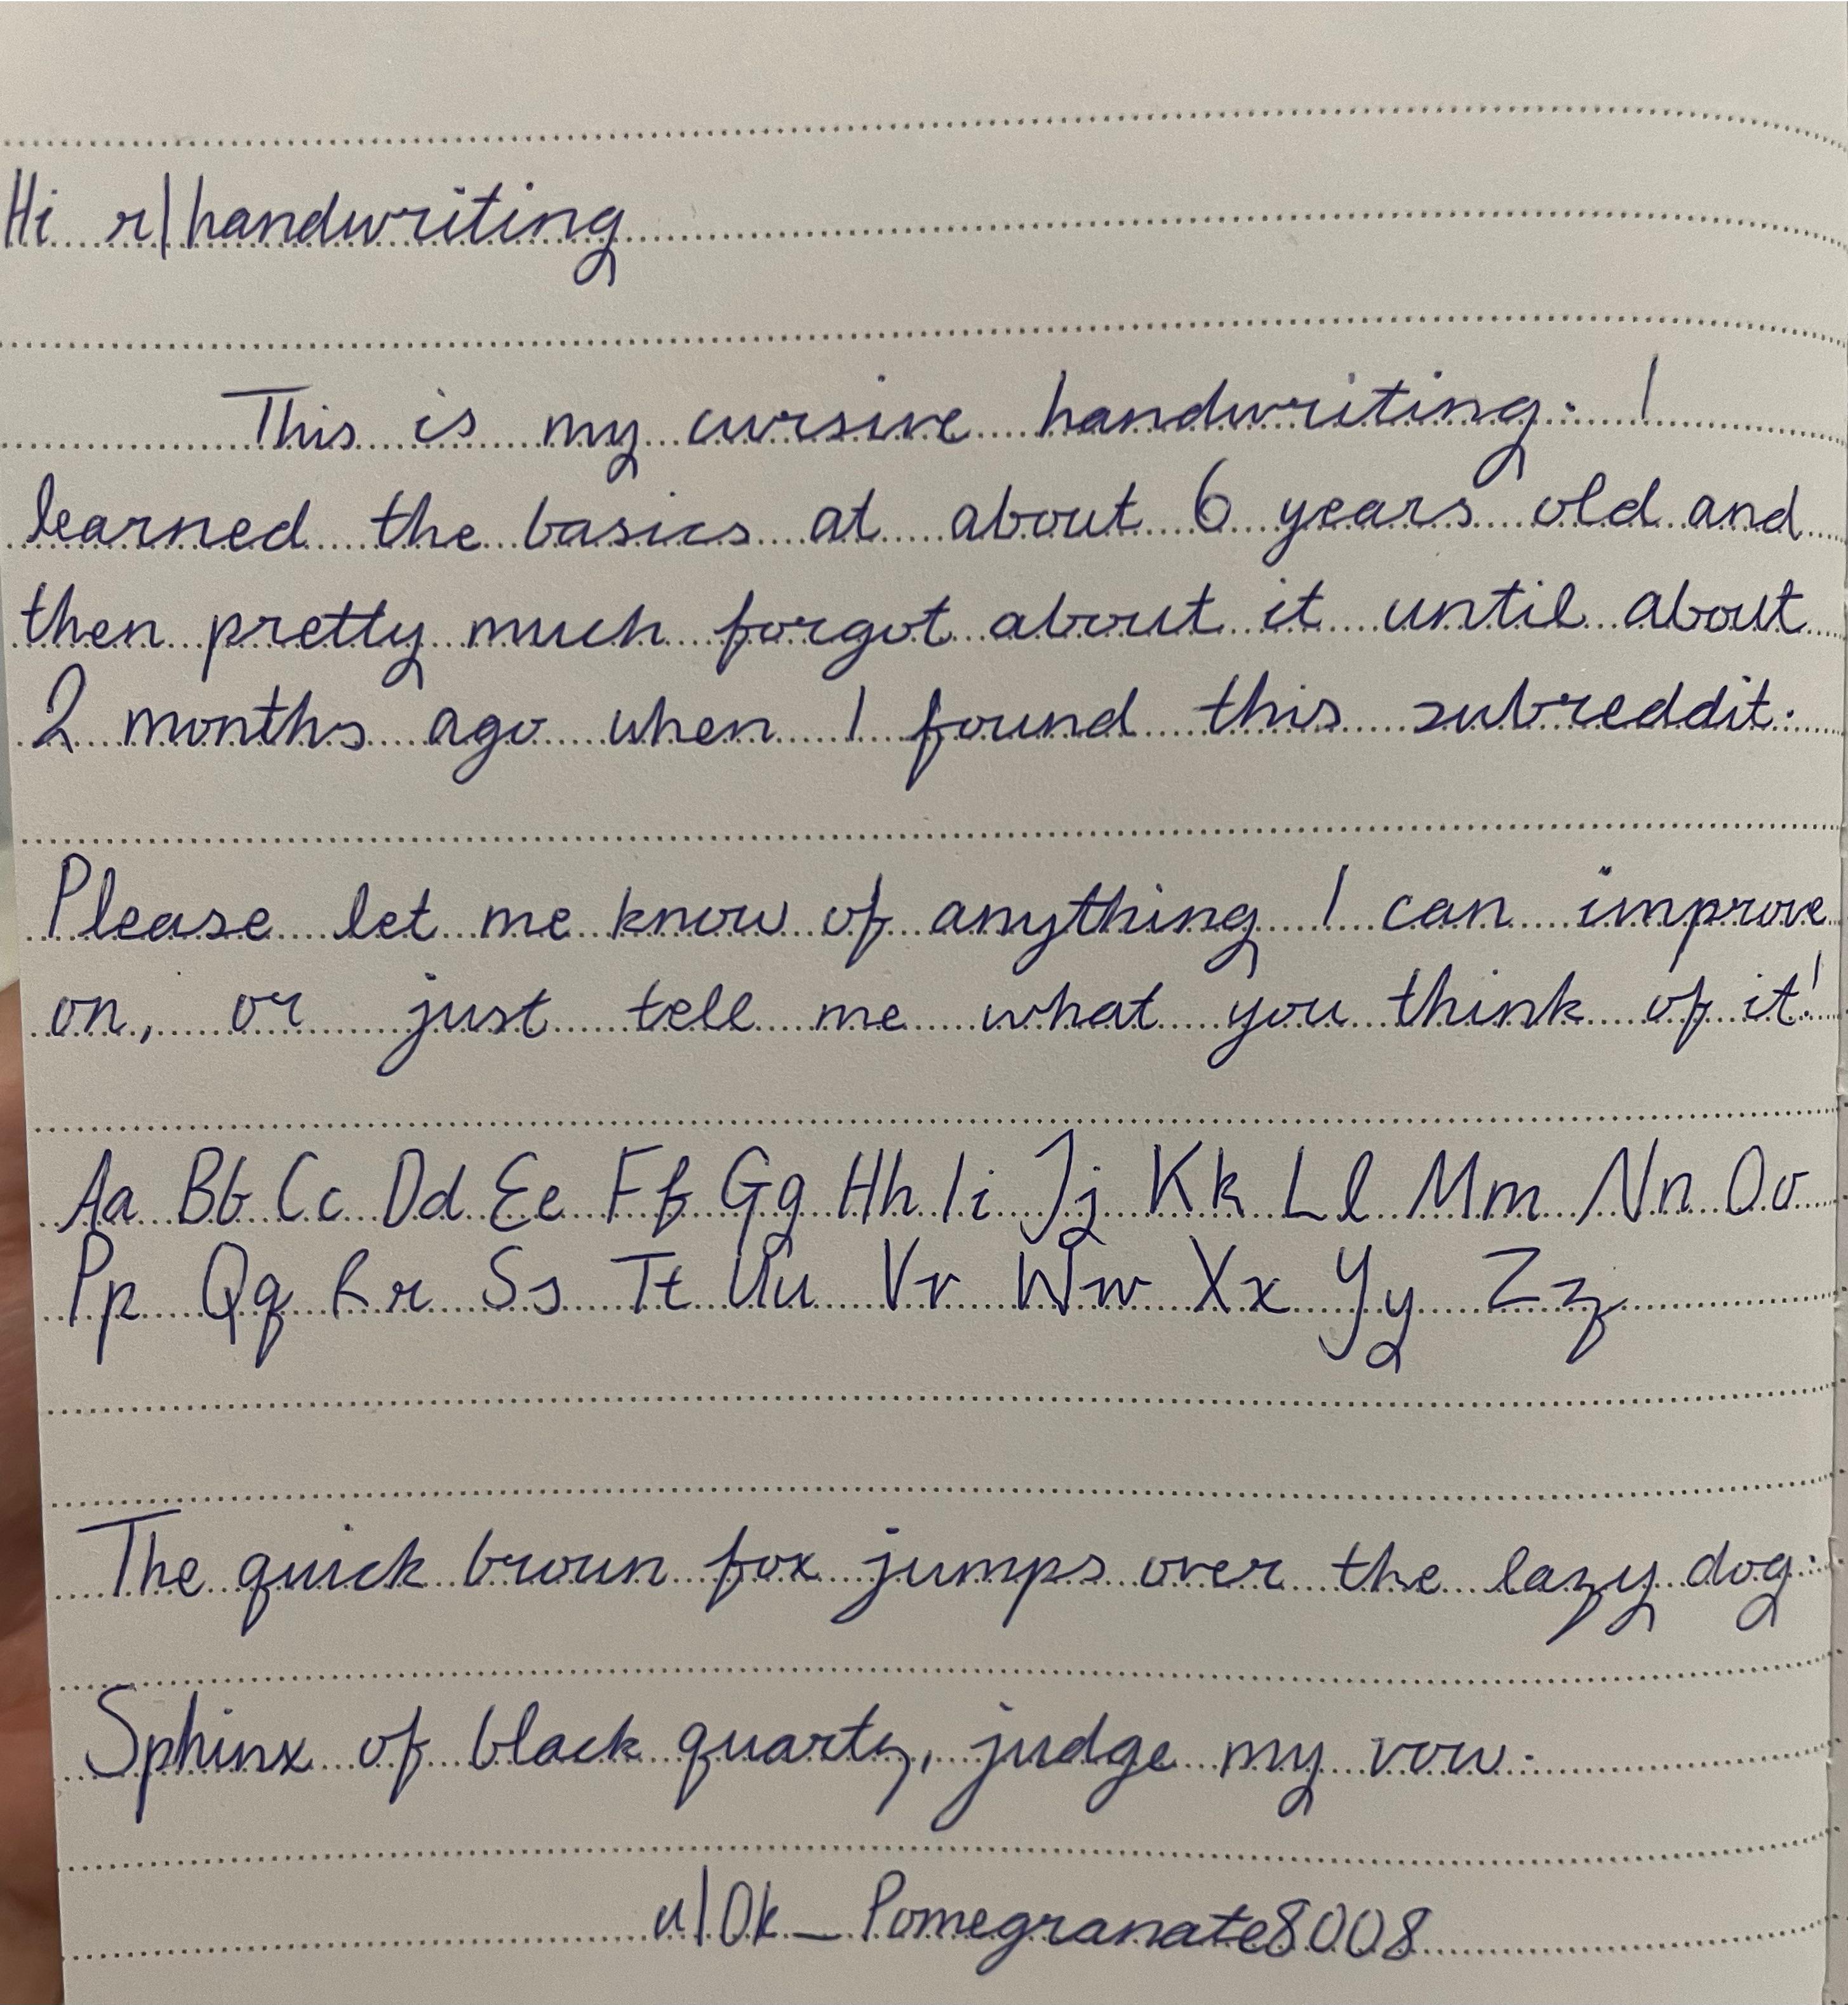 Hi r/handwriting
This is my cursive handwriting. I
learned the basics at about 6 years old and
then pretty much forgot about it until about
2 months ago when I found this subreddit.
Please let me know of anything I can improve
on, or just tell me what you think of it!
Aa Bb Cc Dd Ee Ff Gg Hh Ii Jj Kk Ll Mm Nn Oo
Pp Qq Rr Ss Tt Uu Vv Ww Xx Yy Zz
The quick brown fox jumps over the lazy dog.
Sphinx of black quartz, judge my vow.
u/Ok_Pomegranate8008